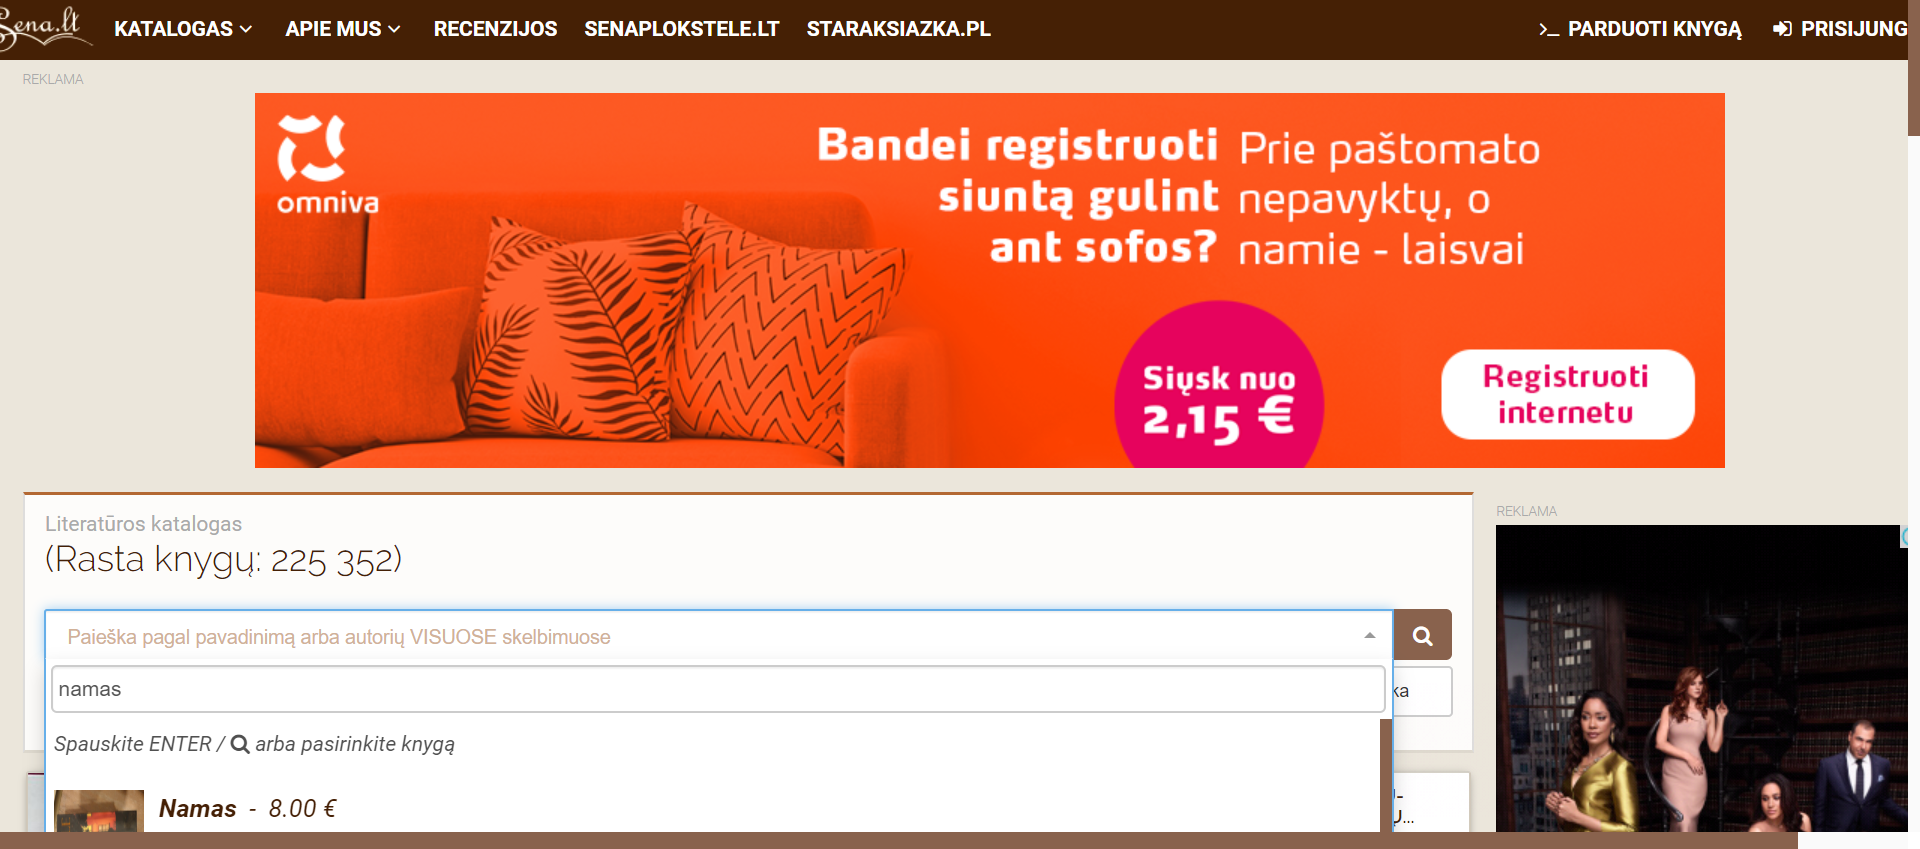 Sena.lt
KATALOGAS APIE MUS RECENZIJOS SENAPLOKSTELE.LT STARAKSIAZKA.PL PARDUOTI KNYGĄ PRISIJUNG
REKLAMA
omniva
Bandei registruoti
siuntą gulint
ant sofos?
Prie paštomato
nepavyktų, o
namie - laisvai
Siųsk nuo
2,15 €
Registruoti
internetu
Literatūros katalogas
(Rasta knygų: 225 352)
REKLAMA
Paieška pagal pavadinimą arba autorių VISUOSE skelbimuose
namas
ka
Spauskite ENTER / arba pasirinkite knygą
Namas - 8.00 €